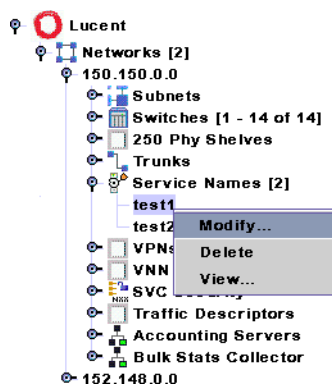 Lucent
Networks [2]
150.150.0.0
Subnets
Switches [1 - 14 of 14]
250 Phy Shelves
Trunks
Service Names [2]
test1
test2
Modify...
Delete
View...
VPNs
VNN
SVC Security
Traffic Descriptors
Accounting Servers
Bulk Stats Collector
152.148.0.0